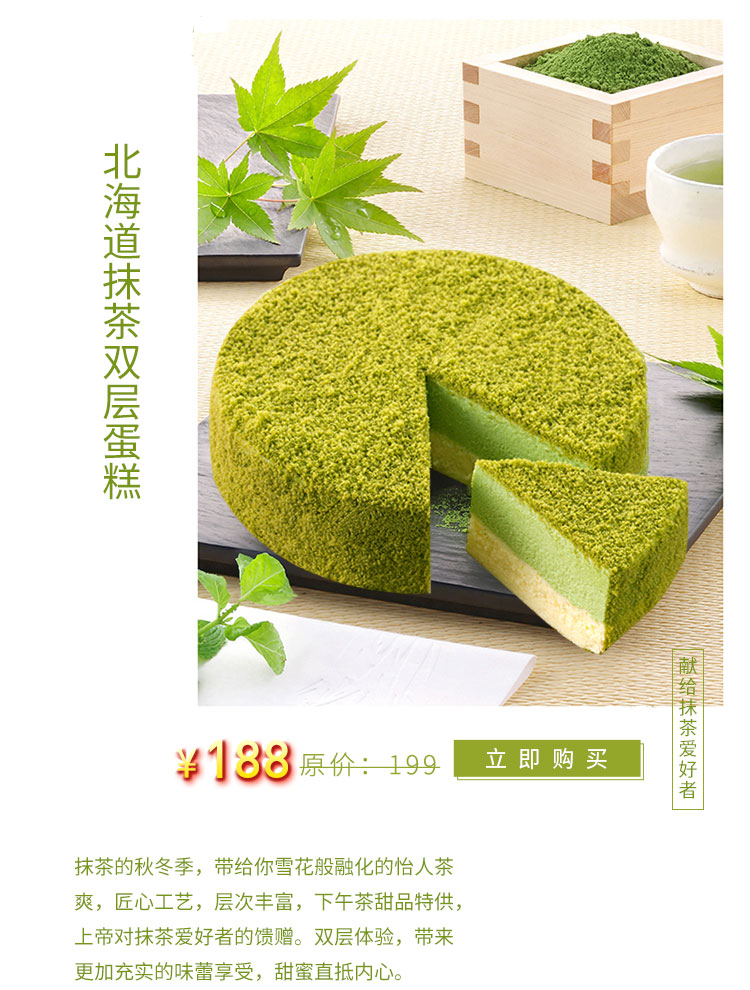 北海道抹茶双层蛋糕
献给抹茶爱好者
¥188 原价：199 立即购买
抹茶的秋冬季，带给你雪花般融化的怡人茶
爽，匠心工艺，层次丰富，下午茶甜品特供，
上帝对抹茶爱好者的馈赠。双层体验，带来
更加充实的味蕾享受，甜蜜直抵内心。